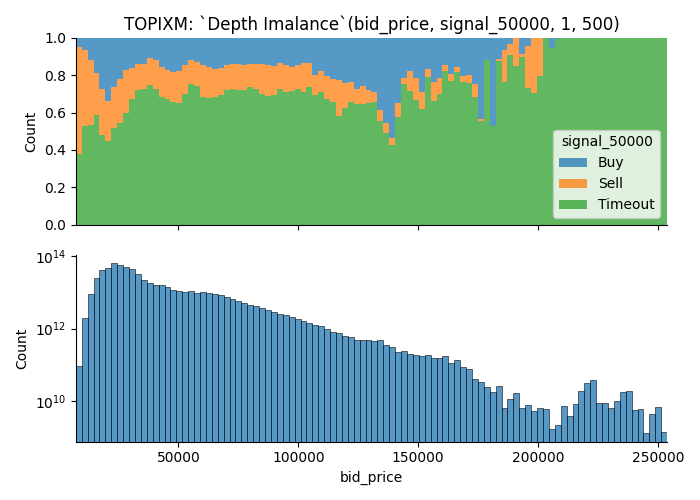 TOPIXM: `Depth Imalance`(bid_price, signal_50000, 1, 500)
1.0
0.8
0.6
0.4
0.2
0.0
Count
signal_50000
Buy
Sell
Timeout
10^14
10^12
10^10
Count
50000 100000 150000 200000 250000
bid_price